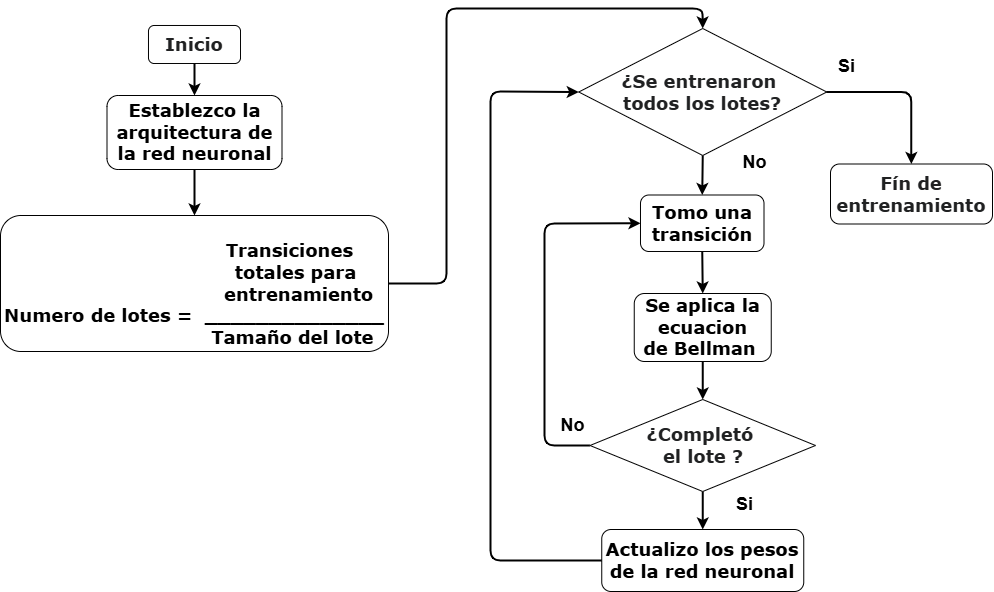 Inicio
Establezco la
arquitectura de
la red neuronal
Transiciones
totales para
entrenamiento
Numero de lotes =
Tamaño del lote
¿Se entrenaron
todos los lotes?
Si
No
Fín de
entrenamiento
Tomo una
transición
Se aplica la
ecuacion
de Bellman
¿Completó
el lote ?
No
Si
Actualizo los pesos
de la red neuronal